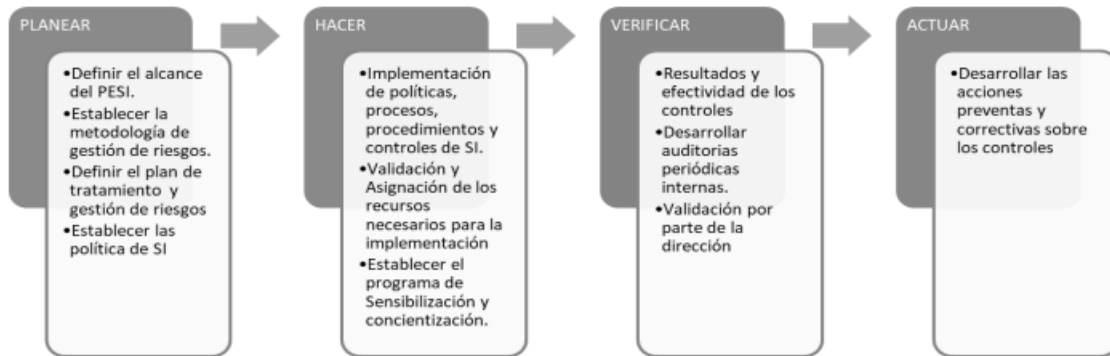 PLANEAR
•Definir el alcance
del PESI.
•Establecer la
metodología de
gestión de riesgos.
•Definir el plan de
tratamiento y
gestión de riesgos
•Establecer las
política de SI
HACER
•Implementación
de políticas,
procesos,
procedimientos y
controles de SI.
•Validación y
Asignación de los
recursos
necesarios para la
implementación
•Establecer el
programa de
Sensibilización y
concientización.
VERIFICAR
•Resultados y
efectividad de los
controles
•Desarrollar
auditorias
periódicas
internas.
•Validación por
parte de la
dirección
ACTUAR
•Desarrollar las
acciones
preventas y
correctivas sobre
los controles